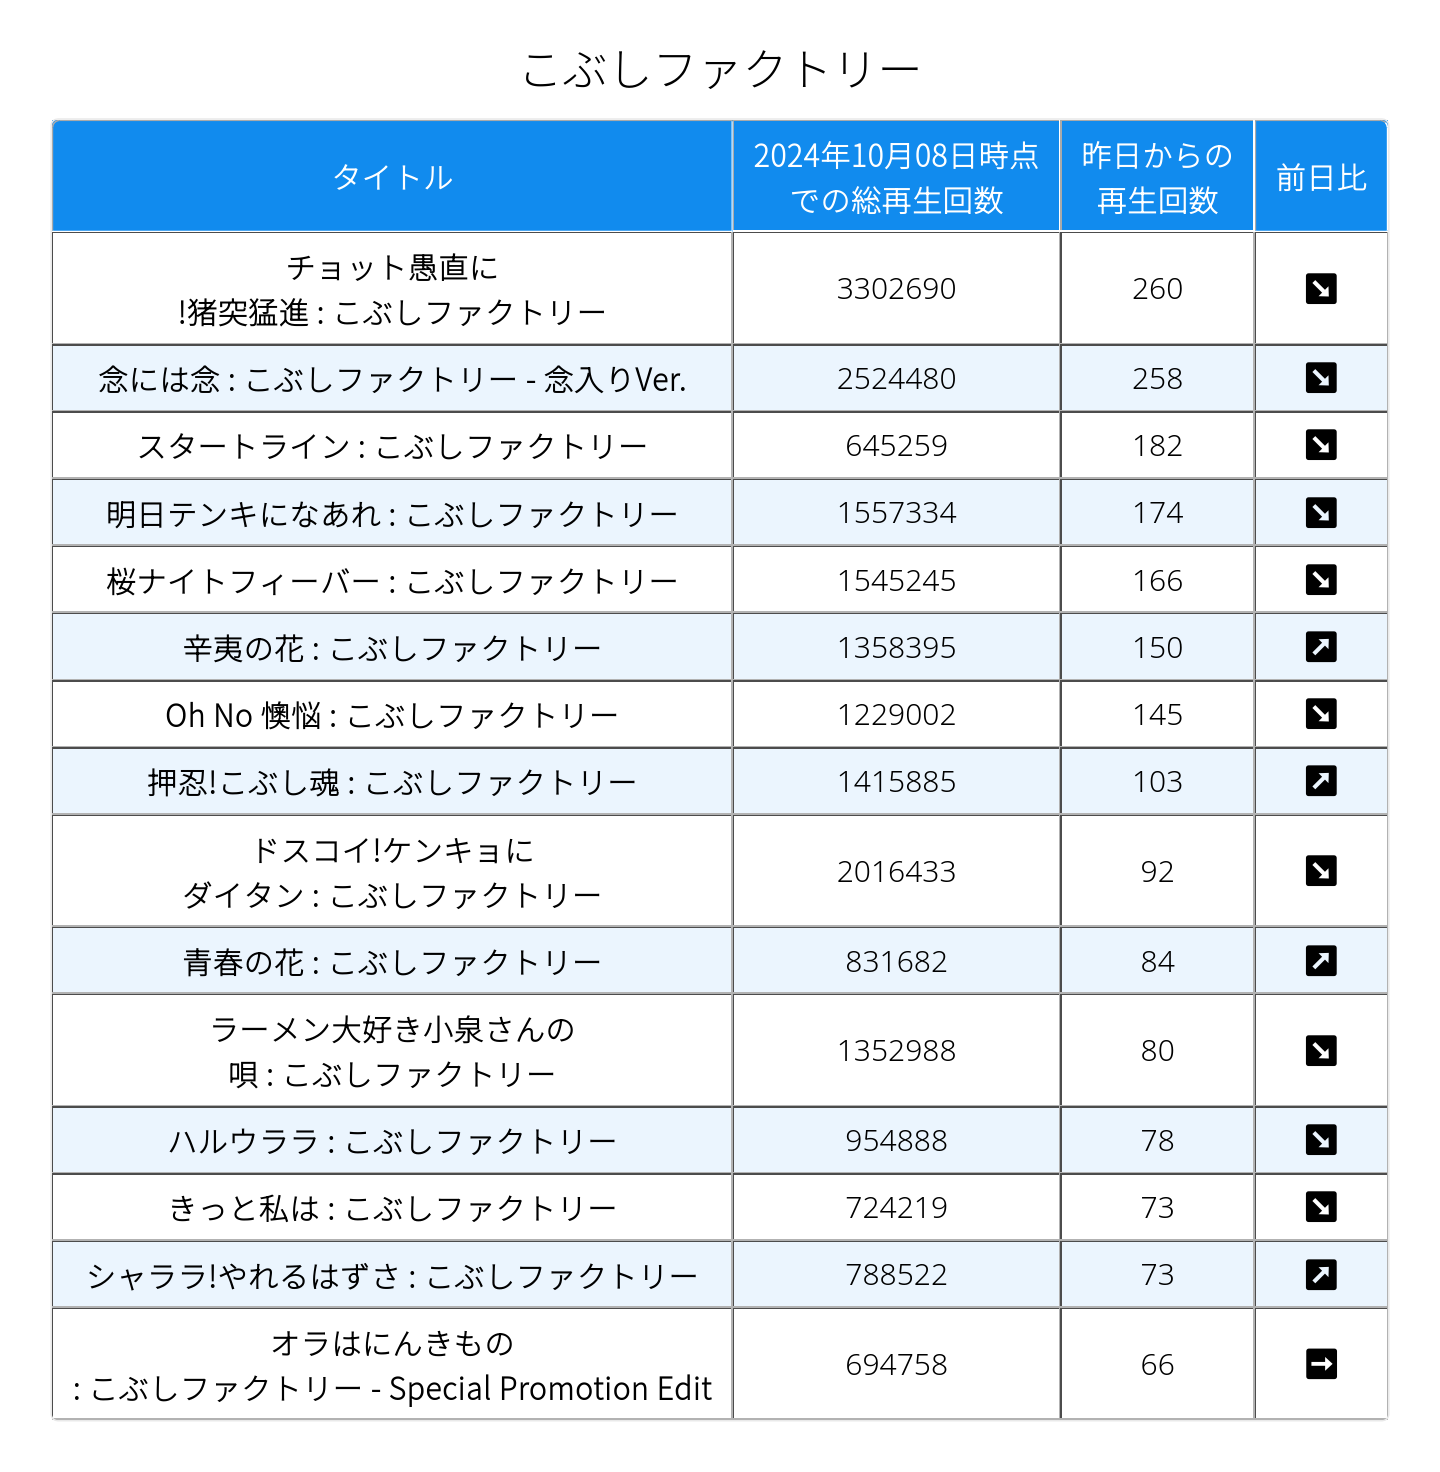 こぶしファクトリー
タイトル
2024年10月08日時点
での総再生回数
昨日からの
再生回数
前日比
チョット愚直に
!猪突猛進 : こぶしファクトリー
3302690
260
念には念 : こぶしファクトリー - 念入りVer.
2524480
258
スタートライン : こぶしファクトリー
645259
182
明日テンキになあれ : こぶしファクトリー
1557334
174
桜ナイトフィーバー : こぶしファクトリー
1545245
166
辛夷の花 : こぶしファクトリー
1358395
150
Oh No 懊悩 : こぶしファクトリー
1229002
145
押忍!こぶし魂 : こぶしファクトリー
1415885
103
ドスコイ!ケンキョに
ダイタン : こぶしファクトリー
2016433
92
青春の花 : こぶしファクトリー
831682
84
ラーメン大好き小泉さんの
唄 : こぶしファクトリー
1352988
80
ハルウララ : こぶしファクトリー
954888
78
きっと私は : こぶしファクトリー
724219
73
シャララ!やれるはずさ : こぶしファクトリー
788522
73
オラはにんきもの
: こぶしファクトリー - Special Promotion Edit
694758
66